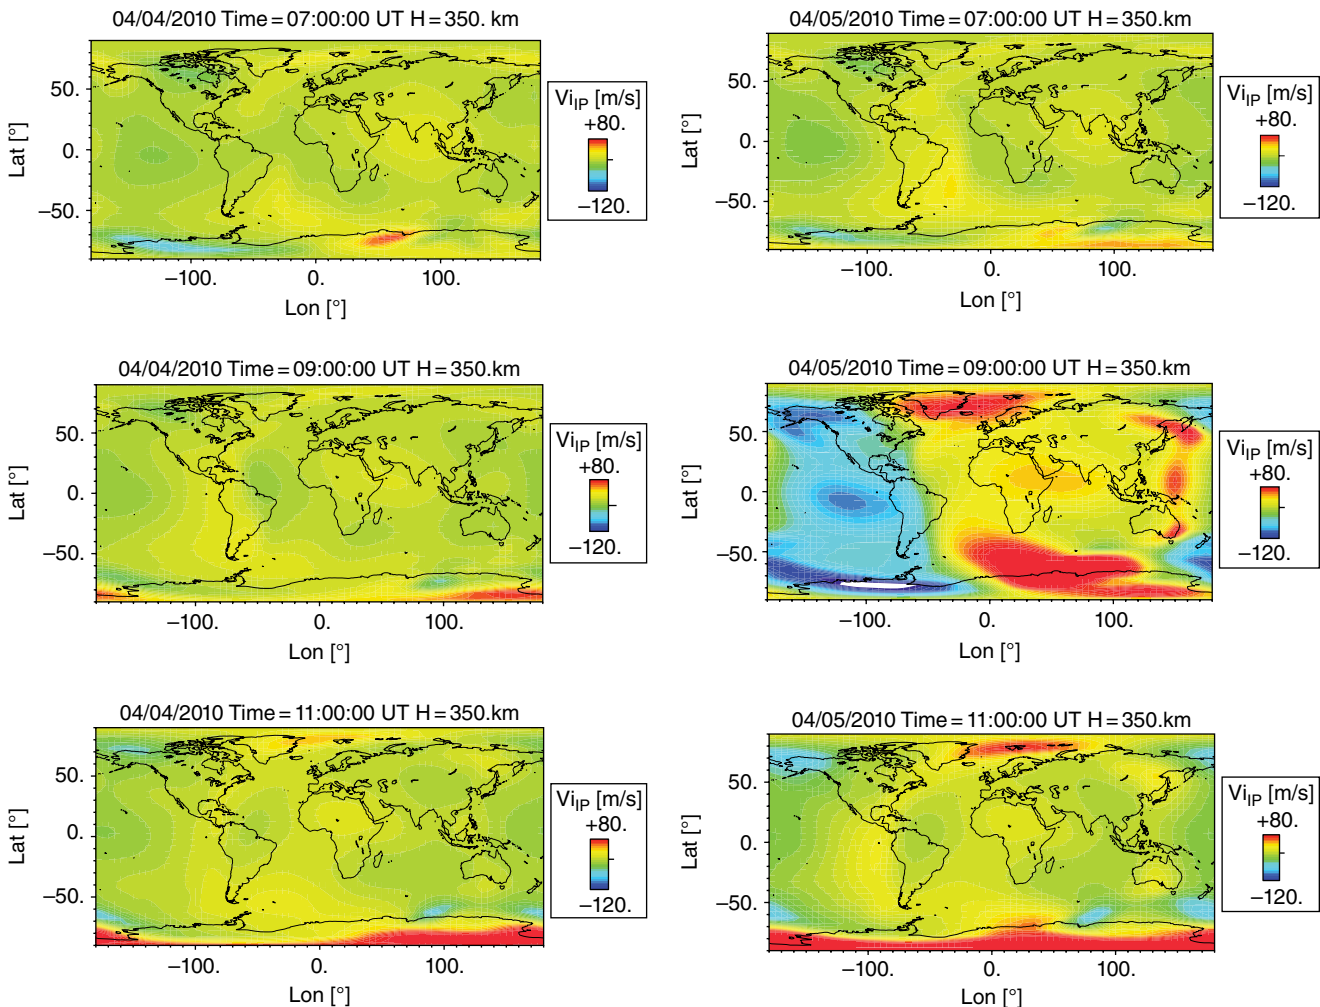 04/04/2010 Time=07:00:00 UT H=350. km
50.
0.
−50.
Lat [°]
−100.
0.
100.
Lon [°]
ViIP [m/s]
+80.
−120.
04/05/2010 Time=07:00:00 UT H=350. km
50.
0.
−50.
Lat [°]
−100.
0.
100.
Lon [°]
ViIP [m/s]
+80.
−120.
04/04/2010 Time=09:00:00 UT H=350.km
50.
0.
−50.
Lat [°]
−100.
0.
100.
Lon [°]
ViIP [m/s]
+80.
−120.
04/05/2010 Time=09:00:00 UT H=350.km
50.
0.
−50.
Lat [°]
−100.
0.
100.
Lon [°]
ViIP [m/s]
+80.
−120.
04/04/2010 Time=11:00:00 UT H=350.km
50.
0.
−50.
Lat [°]
−100.
0.
100.
Lon [°]
ViIP [m/s]
+80.
−120.
04/05/2010 Time=11:00:00 UT H=350.km
50.
0.
−50.
Lat [°]
−100.
0.
100.
Lon [°]
ViIP [m/s]
+80.
−120.